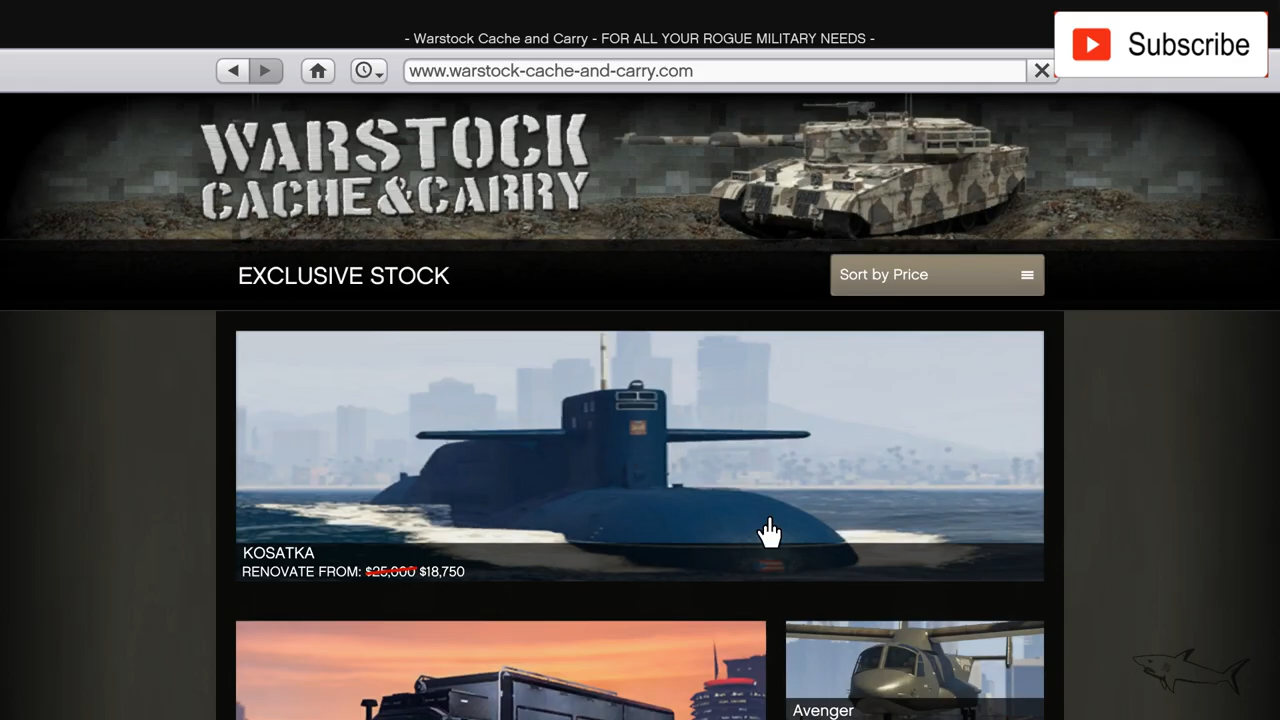 - Warstock Cache and Carry - FOR ALL YOUR ROGUE MILITARY NEEDS -
Subscribe
www.warstock-cache-and-carry.com
WARSTOCK
CACHE&CARRY
EXCLUSIVE STOCK
Sort by Price
KOSATKA
RENOVATE FROM: $25,000 $18,750
Avenger